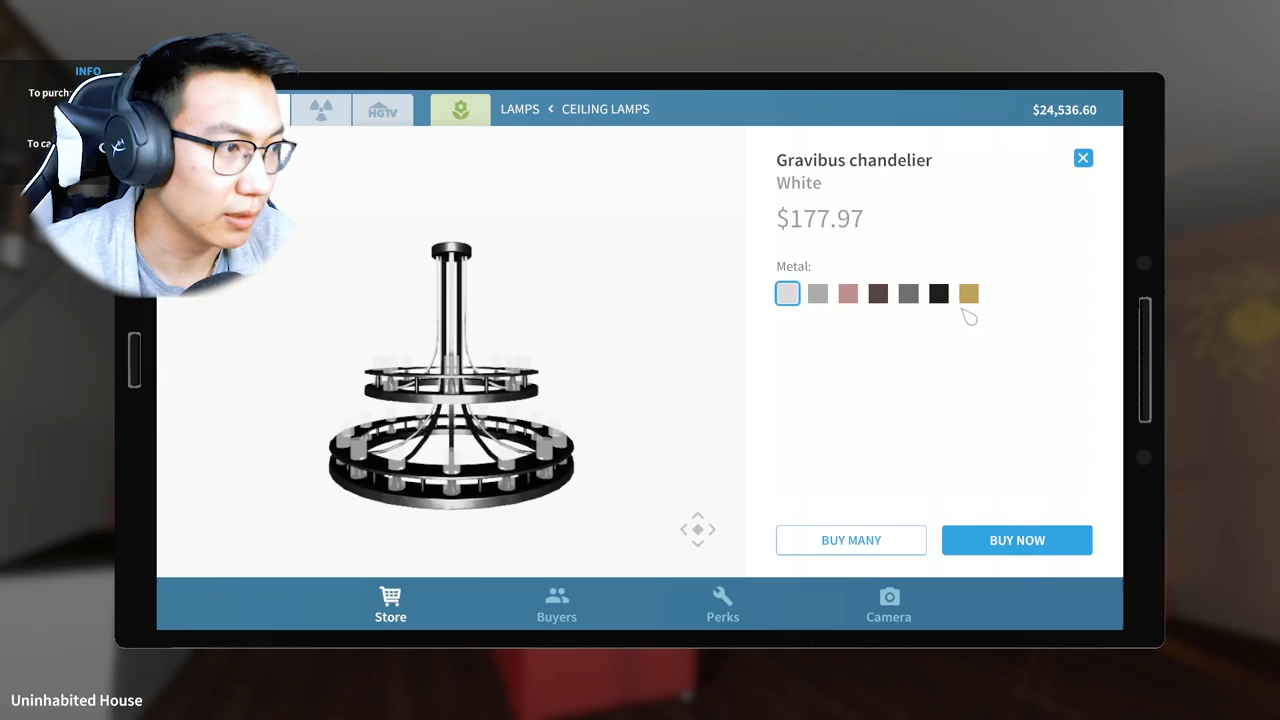 INFO
To purch
To ca
HGTV
LAMPS < CEILING LAMPS
$24,536.60
Gravibus chandelier
White
$177.97
Metal:
BUY MANY
BUY NOW
Store
Buyers
Perks
Camera
Uninhabited House